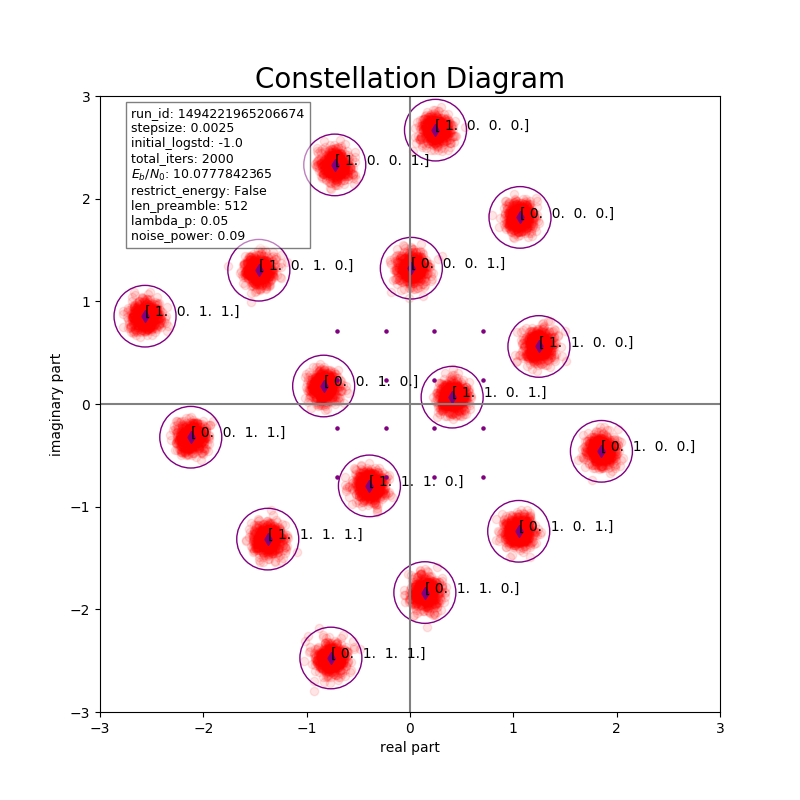 Constellation Diagram
run_id: 1494221965206674
stepsize: 0.0025
initial_logstd: -1.0
total_iters: 2000
E_b/N_0: 10.0777842365
restrict_energy: False
len_preamble: 512
lambda_p: 0.05
noise_power: 0.09
[ 1. 0. 0. 0.]
[ 1. 0. 0. 1.]
[ 0. 0. 0. 0.]
[ 1. 0. 1. 0.]
[ 0. 0. 0. 1.]
[ 1. 0. 1. 1.]
[ 1. 1. 0. 0.]
[ 0. 0. 1. 0.]
[ 1. 1. 0. 1.]
[ 0. 0. 1. 1.]
[ 0. 1. 0. 0.]
[ 1. 1. 1. 0.]
[ 1. 1. 1. 1.]
[ 0. 1. 0. 1.]
[ 0. 1. 1. 0.]
[ 0. 1. 1. 1.]
3
2
1
0
−1
−2
−3
imaginary part
−3 −2 −1 0 1 2 3
real part